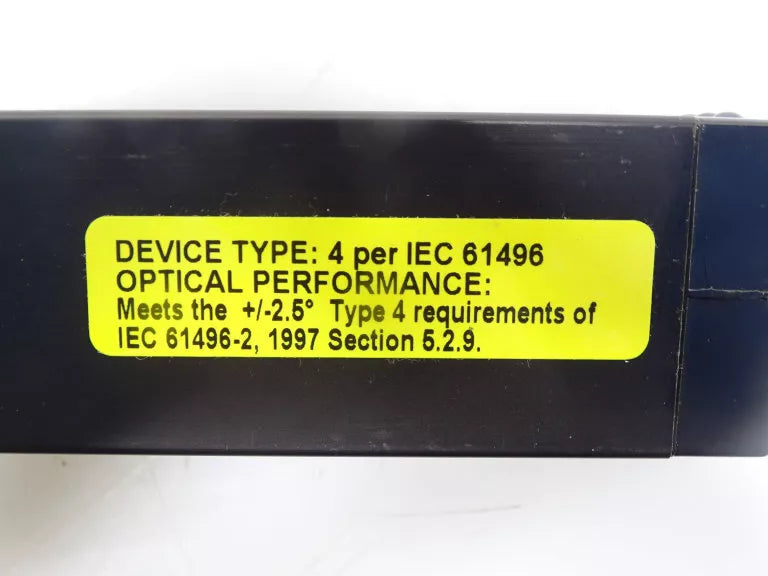 DEVICE TYPE: 4 per IEC 61496
OPTICAL PERFORMANCE:
Meets the +/-2.5° Type 4 requirements of
IEC 61496-2, 1997 Section 5.2.9.